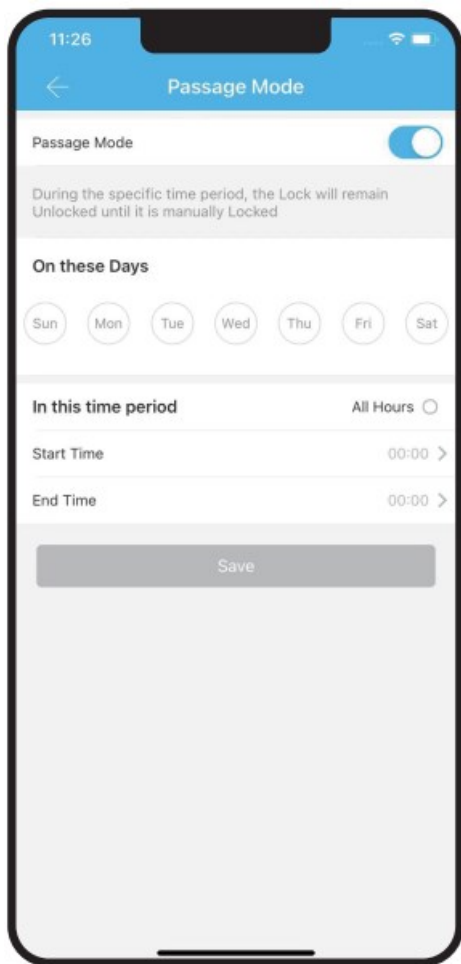 11:26
Passage Mode
Passage Mode
During the specific time period, the Lock will remain
Unlocked until it is manually Locked
On these Days
Sun Mon Tue Wed Thu Fri Sat
In this time period All Hours
Start Time 00:00
End Time 00:00
Save